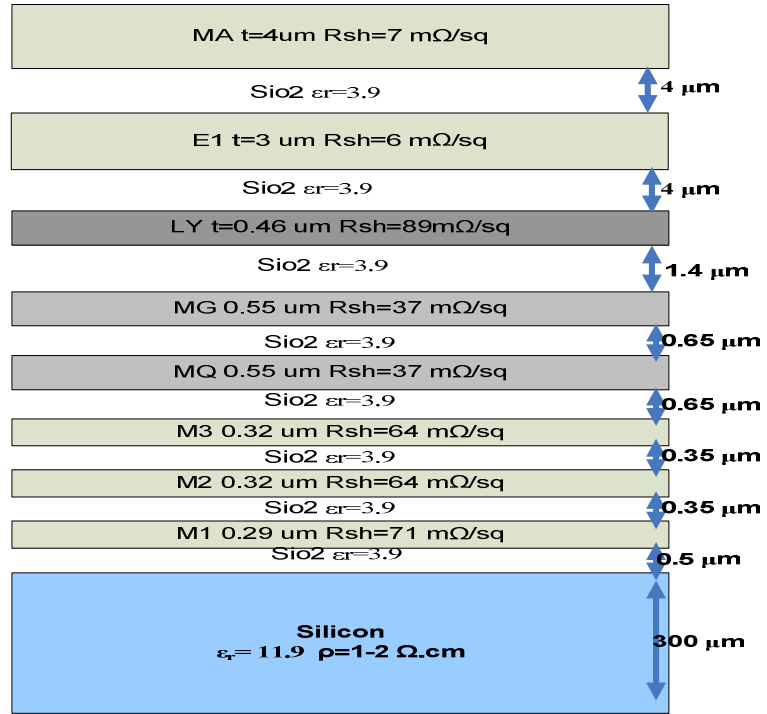 MA t=4um Rsh=7 mΩ/sq
Sio2 εr=3.9
4 μm
E1 t=3 um Rsh=6 mΩ/sq
Sio2 εr=3.9
4 μm
LY t=0.46 um Rsh=89mΩ/sq
Sio2 εr=3.9
1.4 μm
MG 0.55 um Rsh=37 mΩ/sq
Sio2 εr=3.9
0.65 μm
MQ 0.55 um Rsh=37 mΩ/sq
Sio2 εr=3.9
0.65 μm
M3 0.32 um Rsh=64 mΩ/sq
Sio2 εr=3.9
0.35 μm
M2 0.32 um Rsh=64 mΩ/sq
Sio2 εr=3.9
0.35 μm
M1 0.29 um Rsh=71 mΩ/sq
Sio2 εr=3.9
0.5 μm
Silicon
εr= 11.9 ρ=1-2 Ω.cm
300 μm